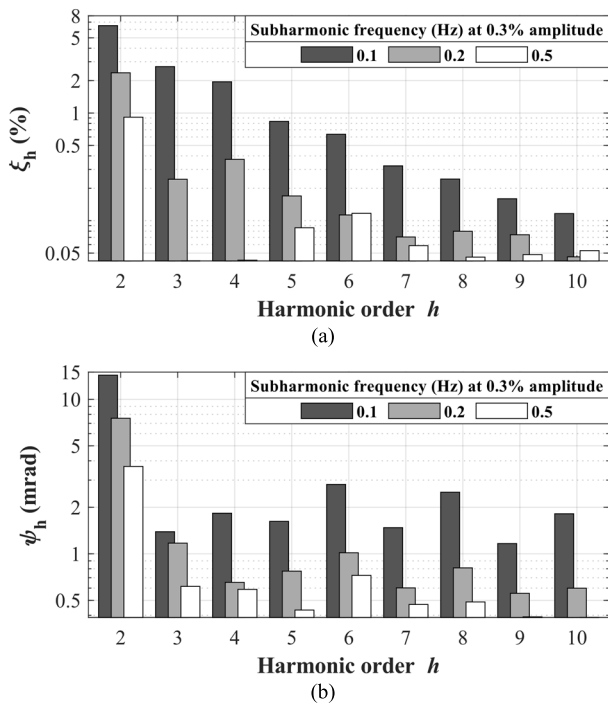 Subharmonic frequency (Hz) at 0.3% amplitude
0.1 0.2 0.5
8
5
2
1
0.5
0.05
ξh (%)
2 3 4 5 6 7 8 9 10
Harmonic order h
(a)
Subharmonic frequency (Hz) at 0.3% amplitude
0.1 0.2 0.5
15
10
5
2
1
0.5
ψh (mrad)
2 3 4 5 6 7 8 9 10
Harmonic order h
(b)